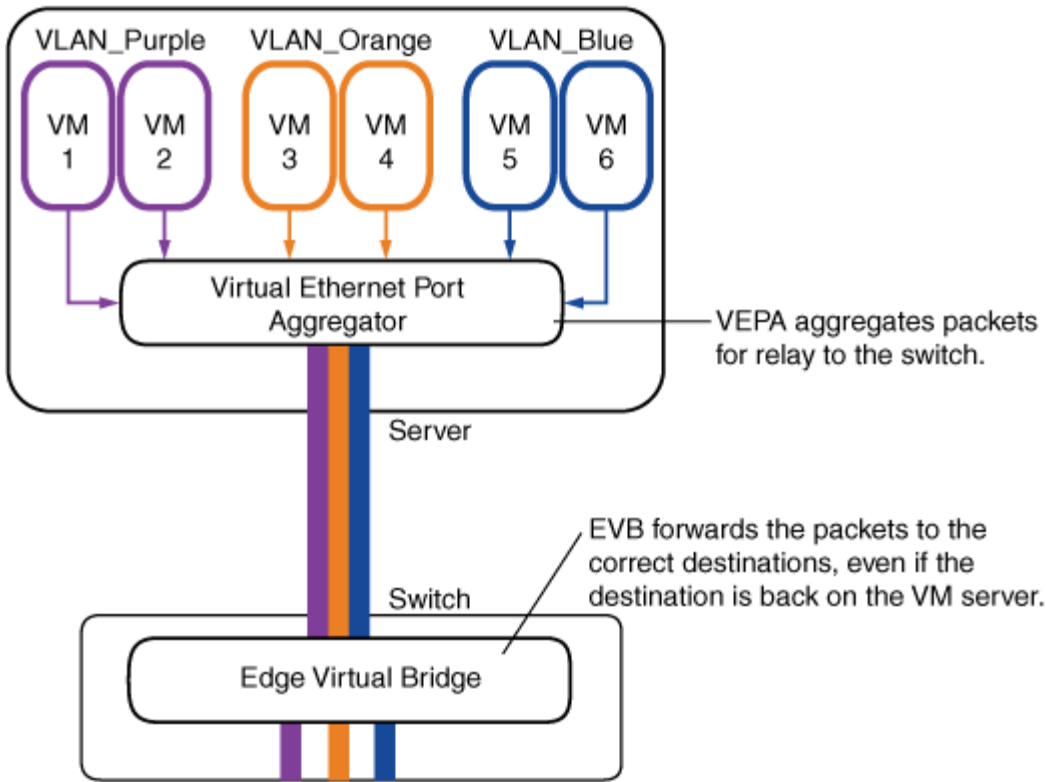 VLAN_Purple
VLAN_Orange
VLAN_Blue
VM
1
VM
2
VM
3
VM
4
VM
5
VM
6
Virtual Ethernet Port
Aggregator
VEPA aggregates packets
for relay to the switch.
Server
EVB forwards the packets to the
correct destinations, even if the
destination is back on the VM server.
Switch
Edge Virtual Bridge